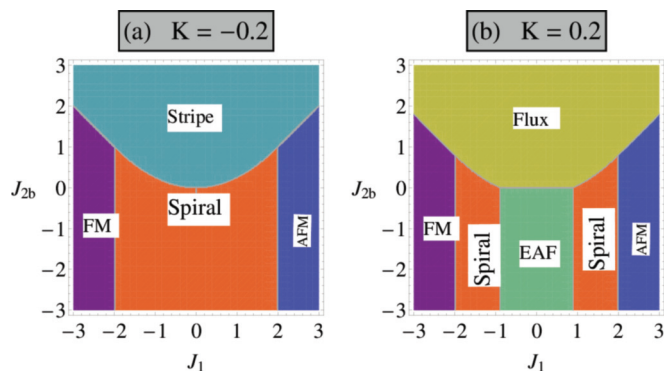 (a) K = −0.2
(b) K = 0.2
3
2
1
0
−1
−2
−3
J2b
Stripe
Spiral
FM
AFM
−3 −2 −1 0 1 2 3
J1
3
2
1
0
−1
−2
−3
J2b
Flux
FM
Spiral
EAF
Spiral
AFM
−3 −2 −1 0 1 2 3
J1